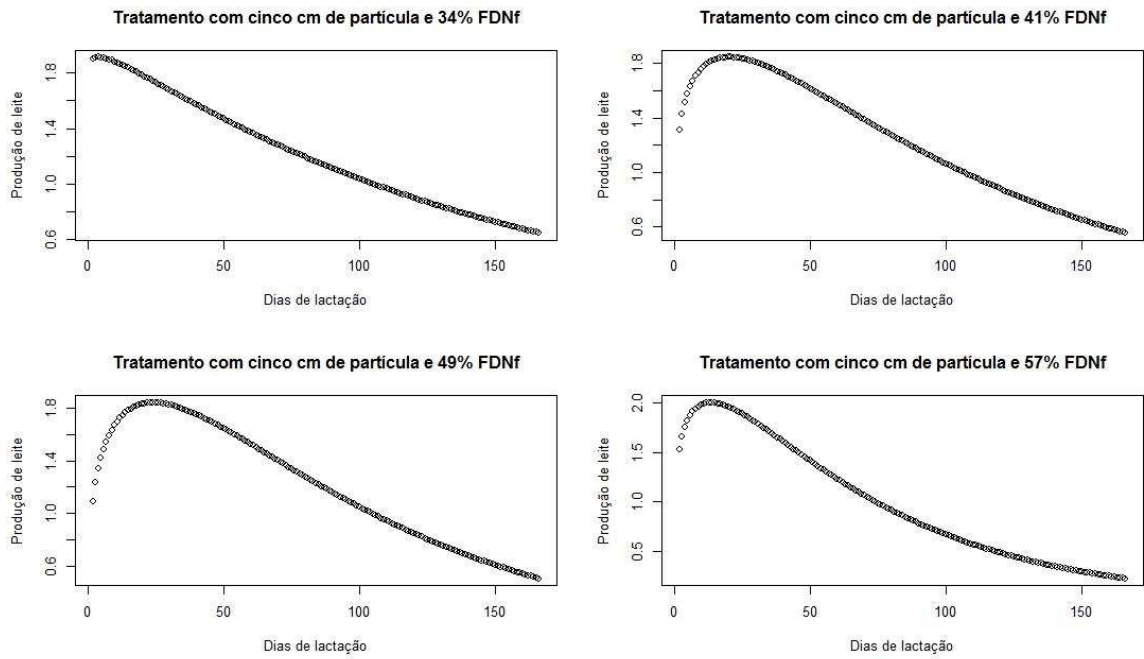 Tratamento com cinco cm de partícula e 34% FDNf
Produção de leite
0.6 1.0 1.4 1.8
0 50 100 150
Dias de lactação
Tratamento com cinco cm de partícula e 41% FDNf
Produção de leite
0.6 1.0 1.4 1.8
0 50 100 150
Dias de lactação
Tratamento com cinco cm de partícula e 49% FDNf
Produção de leite
0.6 1.0 1.4 1.8
0 50 100 150
Dias de lactação
Tratamento com cinco cm de partícula e 57% FDNf
Produção de leite
0.5 1.0 1.5 2.0
0 50 100 150
Dias de lactação